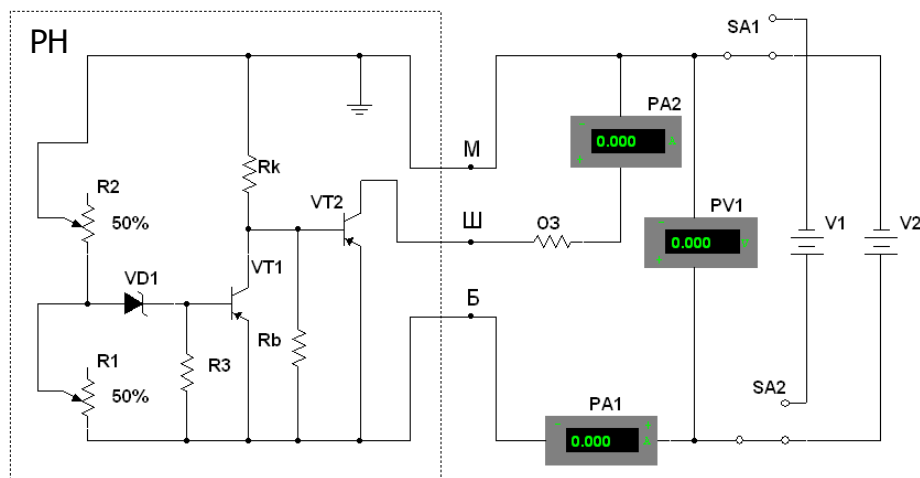 РН
SA1
PA2
-
0.000
A
+
М
Rk
R2
50%
VT2
Ш
ОЗ
PV1
-
0.000
V
+
V1
V2
VD1
VT1
Б
R1
50%
R3
Rb
SA2
PA1
-
+
0.000
A